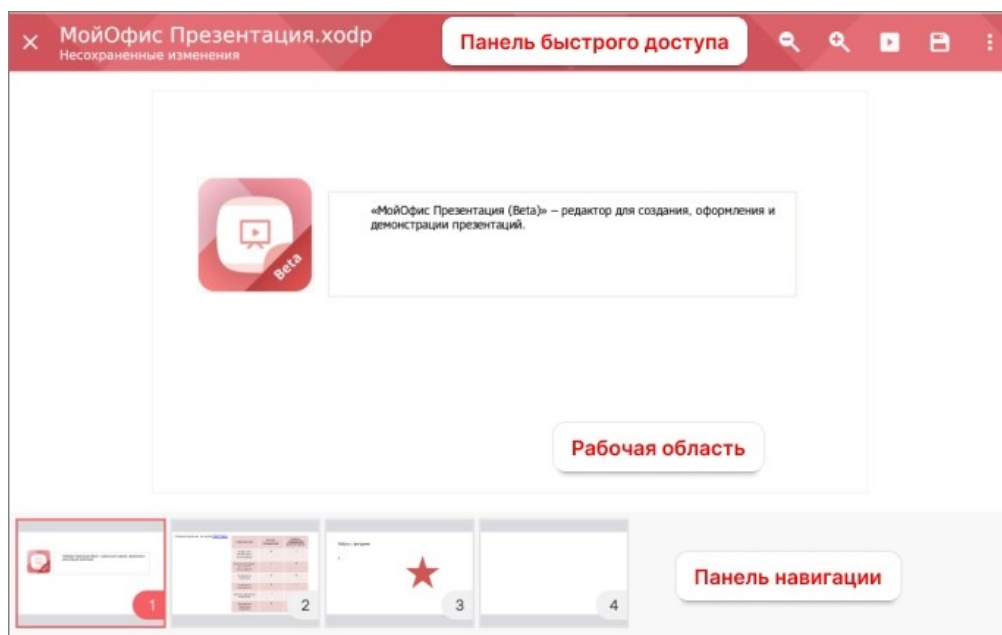 МойОфис Презентация.xodp
Несохраненные изменения
Панель быстрого доступа
«МойОфис Презентация (Beta)» – редактор для создания, оформления и
демонстрации презентаций.
Beta
Рабочая область
1
2
3
4
Панель навигации